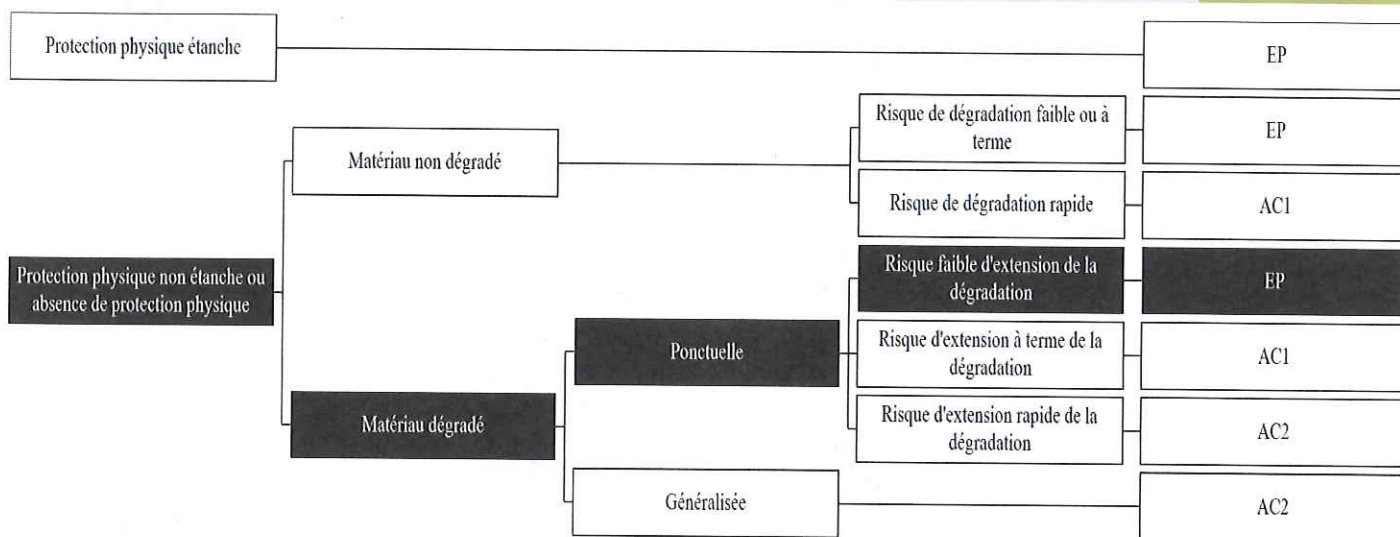 Protection physique étanche
EP
Risque de dégradation faible ou à
terme
EP
Matériau non dégradé
Risque de dégradation rapide
AC1
Protection physique non étanche ou
absence de protection physique
Risque faible d'extension de la
dégradation
EP
Ponctuelle
Risque d'extension à terme de la
dégradation
AC1
Matériau dégradé
Risque d'extension rapide de la
dégradation
AC2
Généralisée
AC2